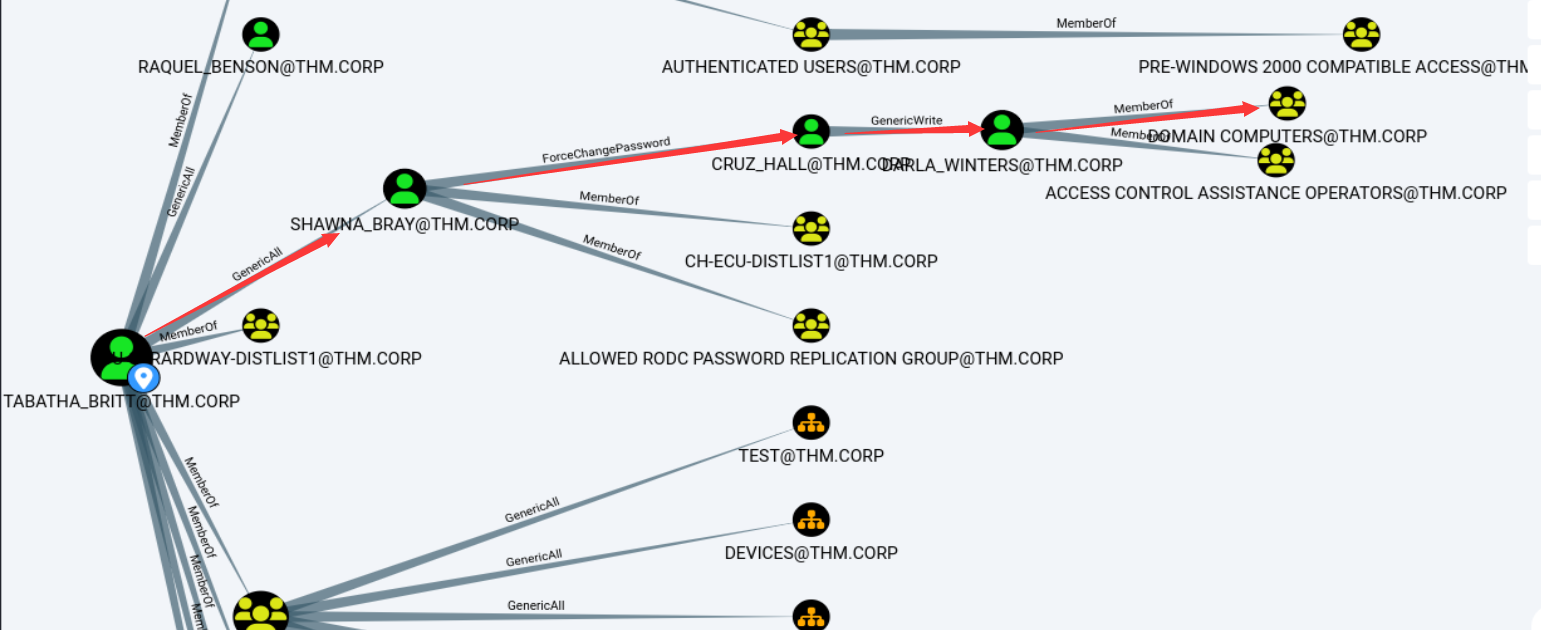 MemberOf
RAQUEL_BENSON@THM.CORP
AUTHENTICATED USERS@THM.CORP
PRE-WINDOWS 2000 COMPATIBLE ACCESS@THM
MemberOf
MemberOf
DOMAIN COMPUTERS@THM.CORP
GenericWrite
MemberOf
ForceChangePassword
CRUZ_HALL@THM.CORP
DARLA_WINTERS@THM.CORP
GenericAll
MemberOf
ACCESS CONTROL ASSISTANCE OPERATORS@THM.CORP
SHAWNA_BRAY@THM.CORP
MemberOf
CH-ECU-DISTLIST1@THM.CORP
GenericAll
MemberOf
RARDWAY-DISTLIST1@THM.CORP
ALLOWED RODC PASSWORD REPLICATION GROUP@THM.CORP
TABATHA_BRITT@THM.CORP
TEST@THM.CORP
MemberOf
GenericAll
MemberOf
DEVICES@THM.CORP
GenericAll
MemberOf
GenericAll